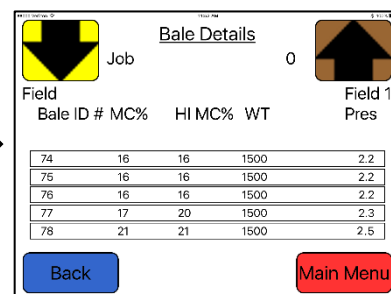 Bale Details
Job 0
Field Field 1
Bale ID # MC% HI MC% WT Pres
74 16 16 1500 2.2
75 16 16 1500 2.2
76 16 16 1500 2.2
77 17 20 1500 2.3
78 21 21 1500 2.5
Back Main Menu